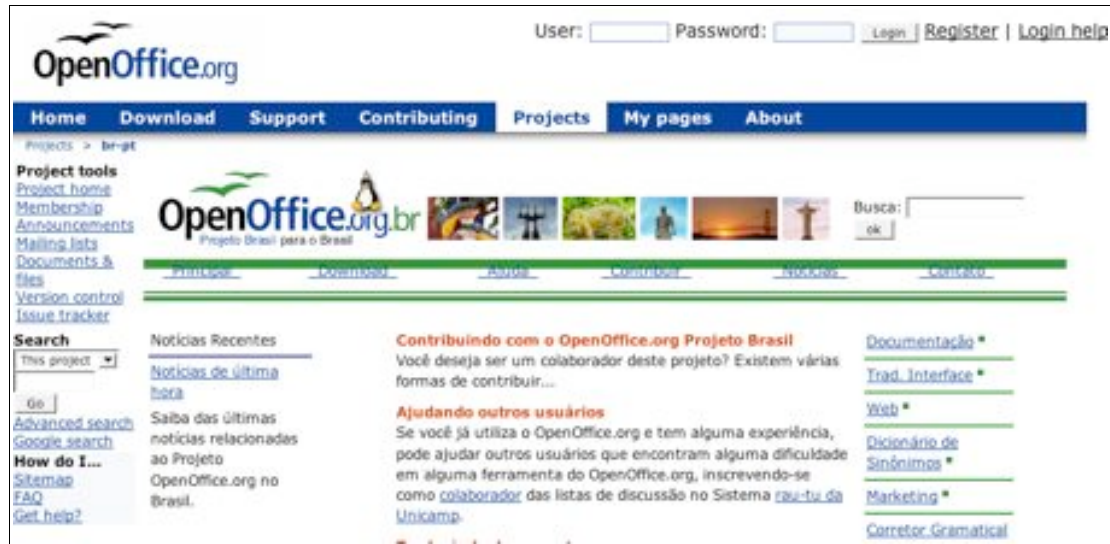 User: Password: Login Register | Login help
OpenOffice.org
Home Download Support Contributing Projects My pages About
Projects > br-pt
Project tools
Project home
Membership
Announcements
Mailing lists
Documents &
files
Version control
Issue tracker
Search
This project
Go
Advanced search
Google search
How do I...
Sitemap
FAQ
Get help?
OpenOffice.org.br
Projeto Brasil para o Brasil
Busca:
ok
Principal Download Ajuda Contribuir Notícias Contato
Notícias Recentes
Notícias de última
hora
Saiba das últimas
notícias relacionadas
ao Projeto
OpenOffice.org no
Brasil.
Contribuindo com o OpenOffice.org Projeto Brasil
Você deseja ser um colaborador deste projeto? Existem várias
formas de contribuir...
Ajudando outros usuários
Se você já utiliza o OpenOffice.org e tem alguma experiência,
pode ajudar outros usuários que encontram alguma dificuldade
em alguma ferramenta do OpenOffice.org, inscrevendo-se
como colaborador das listas de discussão no Sistema rau-tu da
Unicamp.
Documentação
Trad. Interface
Web
Dicionário de
Sinônimos
Marketing
Corretor Gramatical